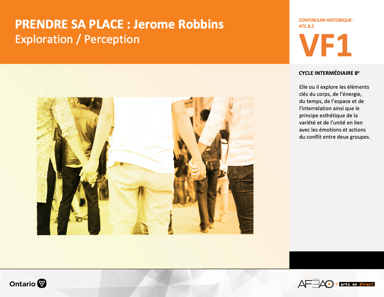 PRENDRE SA PLACE : Jerome Robbins
Exploration / Perception
CONTINUUM HISTORIQUE :
ATC 8.5
VF1
CYCLE INTERMÉDIAIRE 8ᵉ
Elle ou il explore les éléments
clés du corps, de l'énergie,
du temps, de l'espace et de
l'interrelation ainsi que le
principe esthétique de la
variété et de l'unité en lien
avec les émotions et actions
du conflit entre deux groupes.
Ontario
AFÉAO
arts en direct